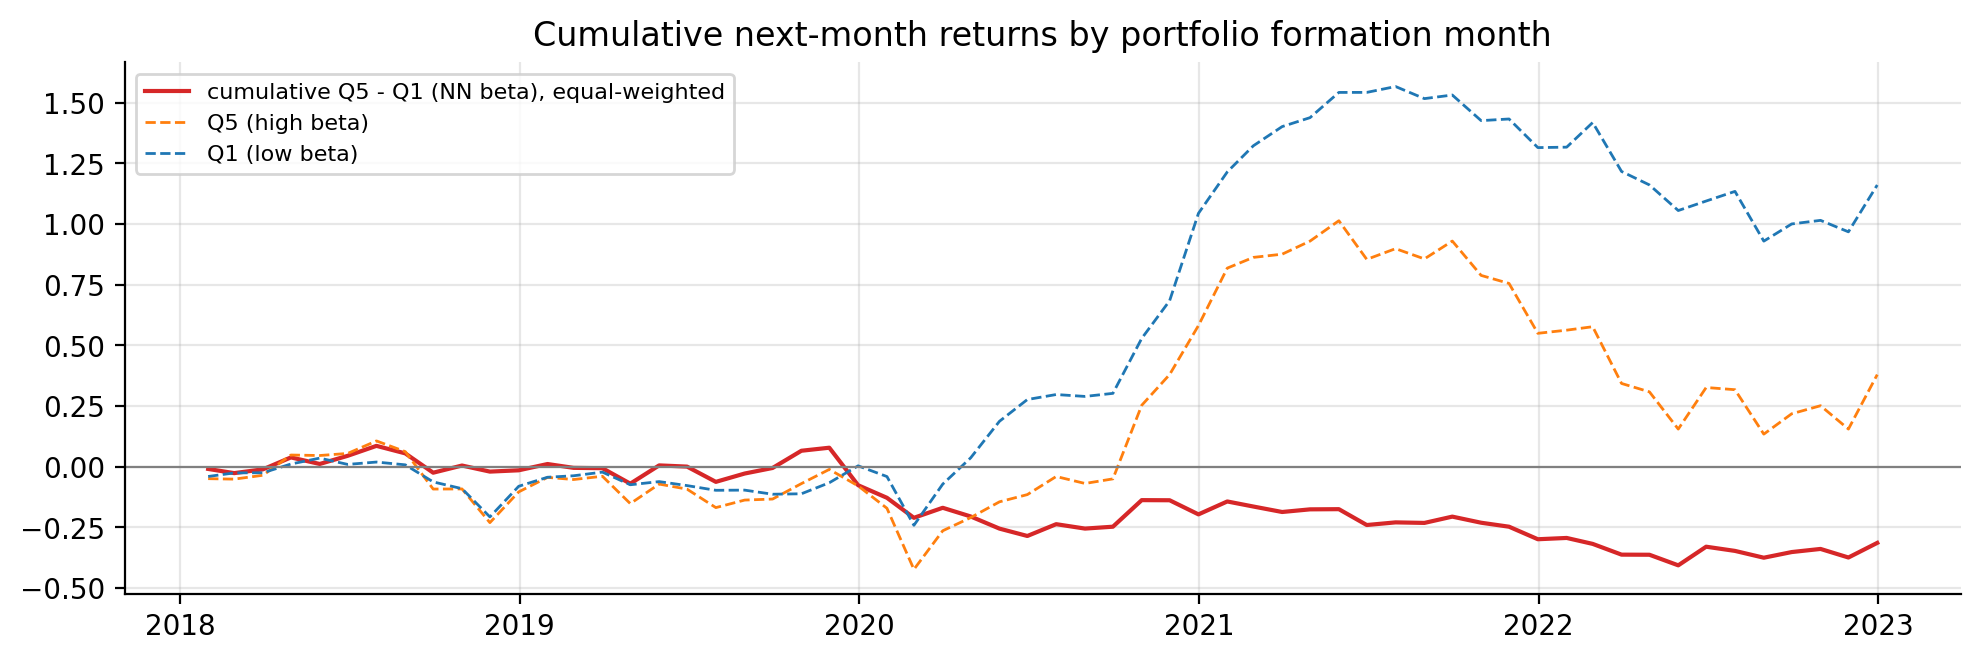 Cumulative next-month returns by portfolio formation month
cumulative Q5 - Q1 (NN beta), equal-weighted
Q5 (high beta)
Q1 (low beta)
1.50
1.25
1.00
0.75
0.50
0.25
0.00
−0.25
−0.50
2018 2019 2020 2021 2022 2023